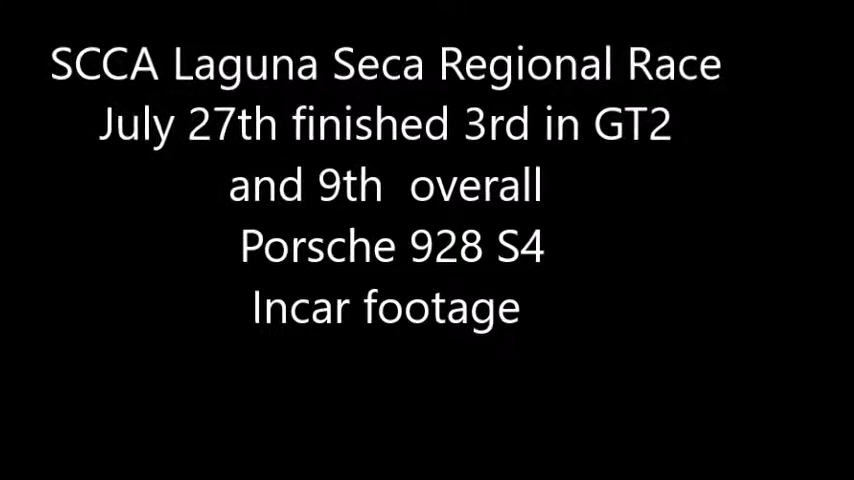 SCCA Laguna Seca Regional Race
July 27th finished 3rd in GT2
and 9th  overall
Porsche 928 S4
Incar footage